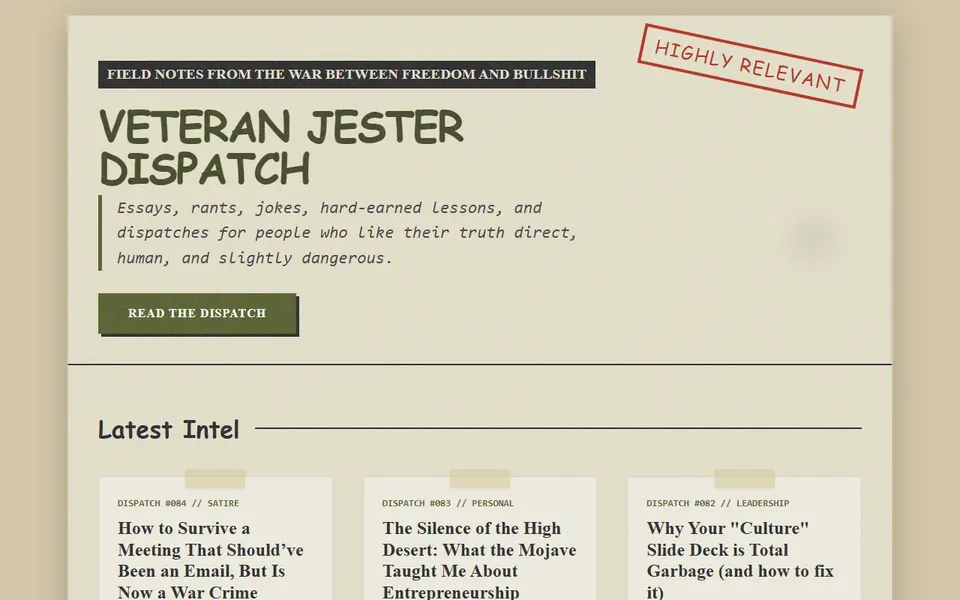 HIGHLY RELEVANT
FIELD NOTES FROM THE WAR BETWEEN FREEDOM AND BULLSHIT
VETERAN JESTER
DISPATCH
Essays, rants, jokes, hard-earned lessons, and
dispatches for people who like their truth direct,
human, and slightly dangerous.
READ THE DISPATCH
Latest Intel
DISPATCH #084 // SATIRE
How to Survive a
Meeting That Should’ve
Been an Email, But Is
Now a War Crime
DISPATCH #083 // PERSONAL
The Silence of the High
Desert: What the Mojave
Taught Me About
Entrepreneurship
DISPATCH #082 // LEADERSHIP
Why Your "Culture"
Slide Deck is Total
Garbage (and how to fix
it)